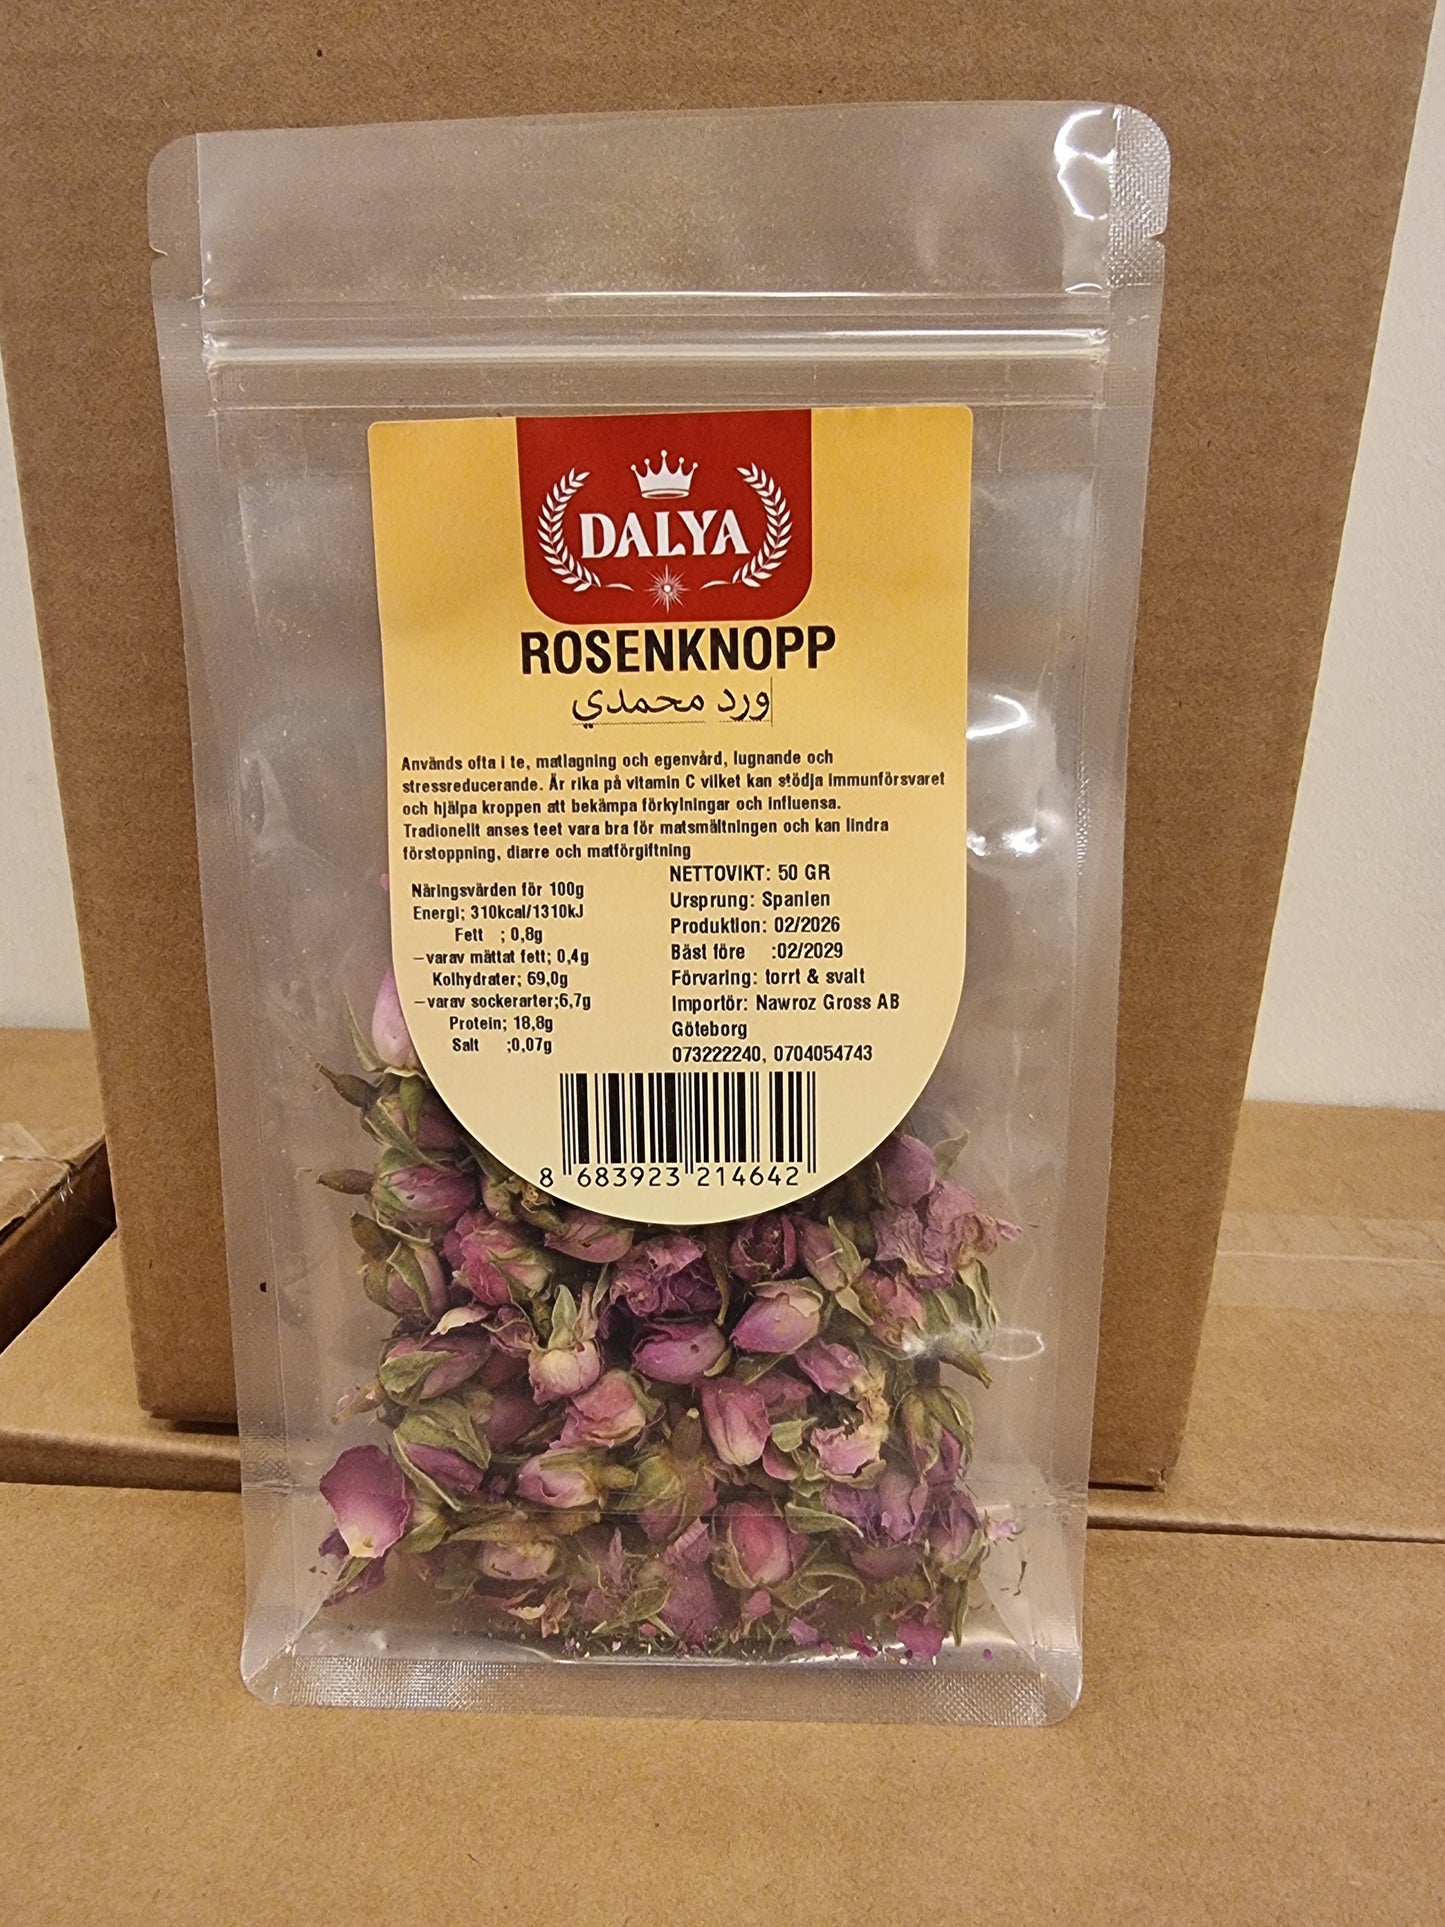 DALYA
ROSENKNOPP
ورد محمدي
Används ofta i te, matlagning och egenvård, lugnande och
stressreducerande. Är rika på vitamin C vilket kan stödja immunförsvaret
och hjälpa kroppen att bekämpa förkylningar och influensa.
Tradionellt anses teet vara bra för matsmältningen och kan lindra
förstoppning, diarre och matförgiftning
Näringsvärden för 100g
Energi; 310kcal/1310kJ
Fett ; 0,8g
–varav mättat fett; 0,4g
Kolhydrater; 69,0g
–varav sockerarter;6,7g
Protein; 18,8g
Salt ;0,07g
NETTOVIKT: 50 GR
Ursprung: Spanien
Produktion: 02/2026
Bäst före :02/2029
Förvaring: torrt & svalt
Importör: Nawroz Gross AB
Göteborg
073222240, 0704054743
8 683923 214642